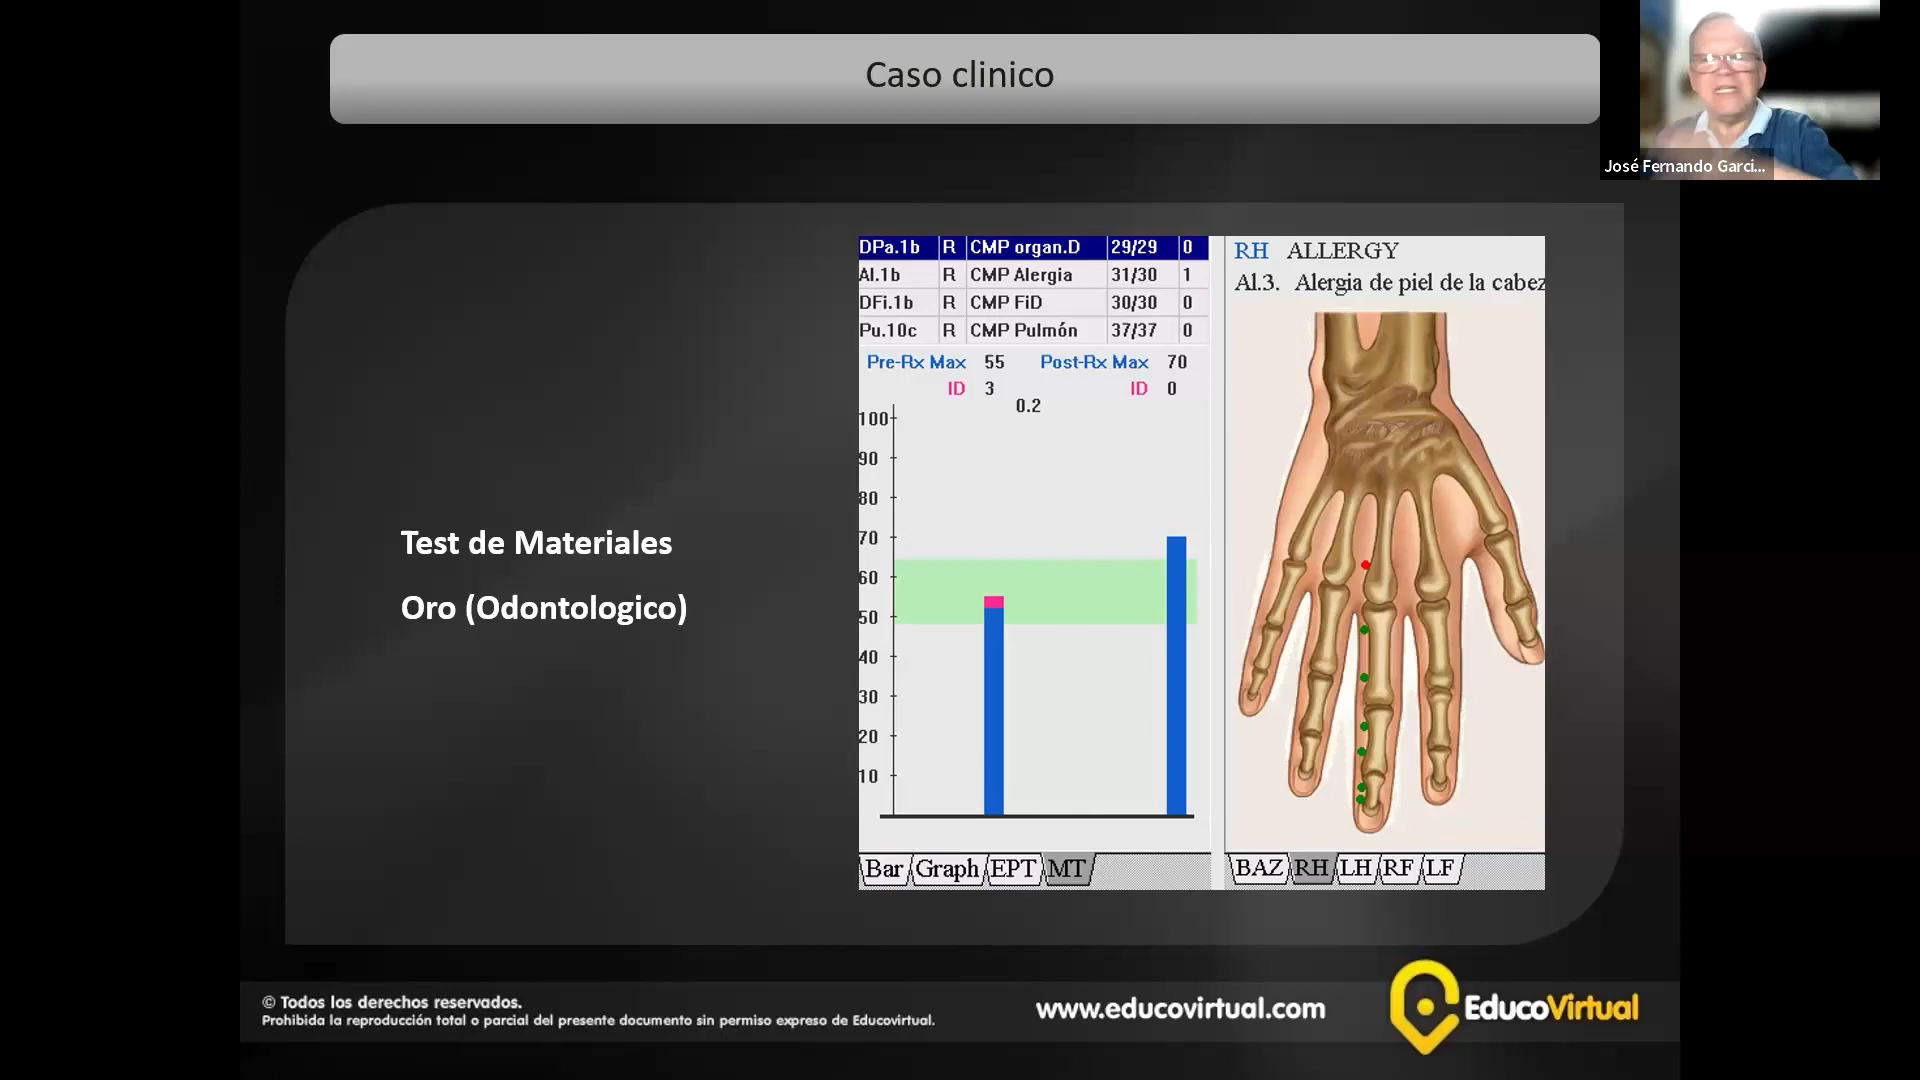 Caso clinico
José Fernando Garci...
Test de Materiales
Oro (Odontologico)
DPa.1b R CMP organ.D 29/29 0
Al.1b R CMP Alergia 31/30 1
DFi.1b R CMP FiD 30/30 0
Pu.10c R CMP Pulmón 37/37 0
Pre-Rx Max 55 Post-Rx Max 70
ID 3 ID 0
0.2
100
90
80
70
60
50
40
30
20
10
Bar Graph EPT MT
RH ALLERGY
Al.3. Alergia de piel de la cabez
BAZ RH LH RF LF
© Todos los derechos reservados.
Prohibida la reproducción total o parcial del presente documento sin permiso expreso de Educovirtual.
www.educovirtual.com
EducoVirtual